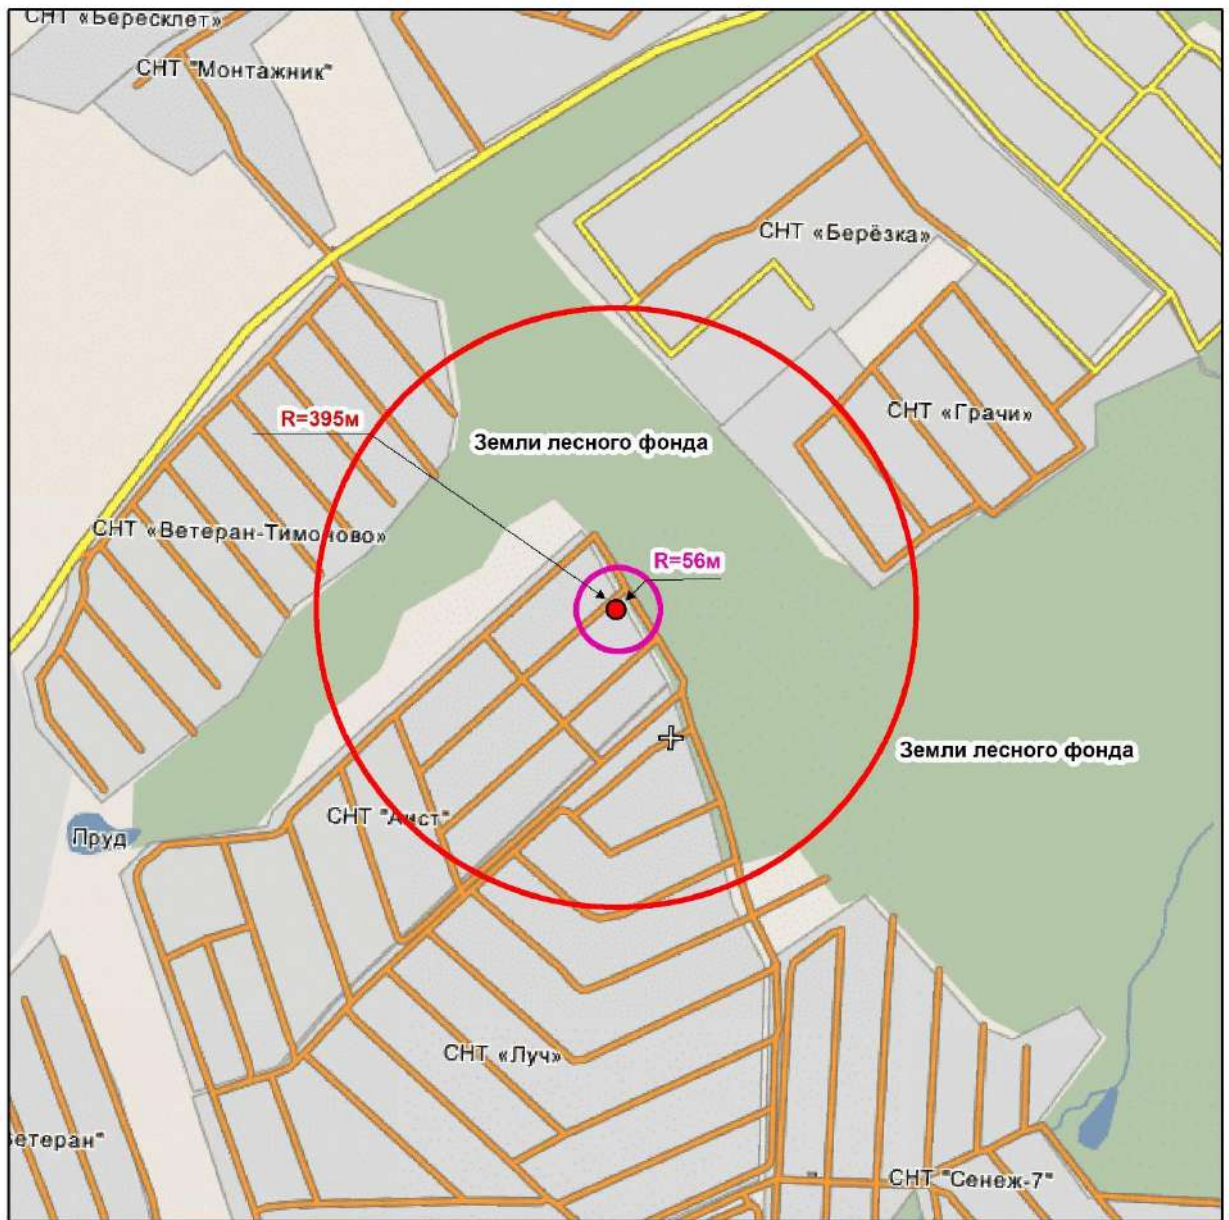 СНТ «Бересклет»
СНТ "Монтажник"
СНТ «Берёзка»
СНТ «Грачи»
R=395м
Земли лесного фонда
СНТ «Ветеран-Тимоново»
R=56м
Земли лесного фонда
СНТ "Аист"
Пруд
СНТ «Луч»
етеран"
СНТ "Сенеж-7"